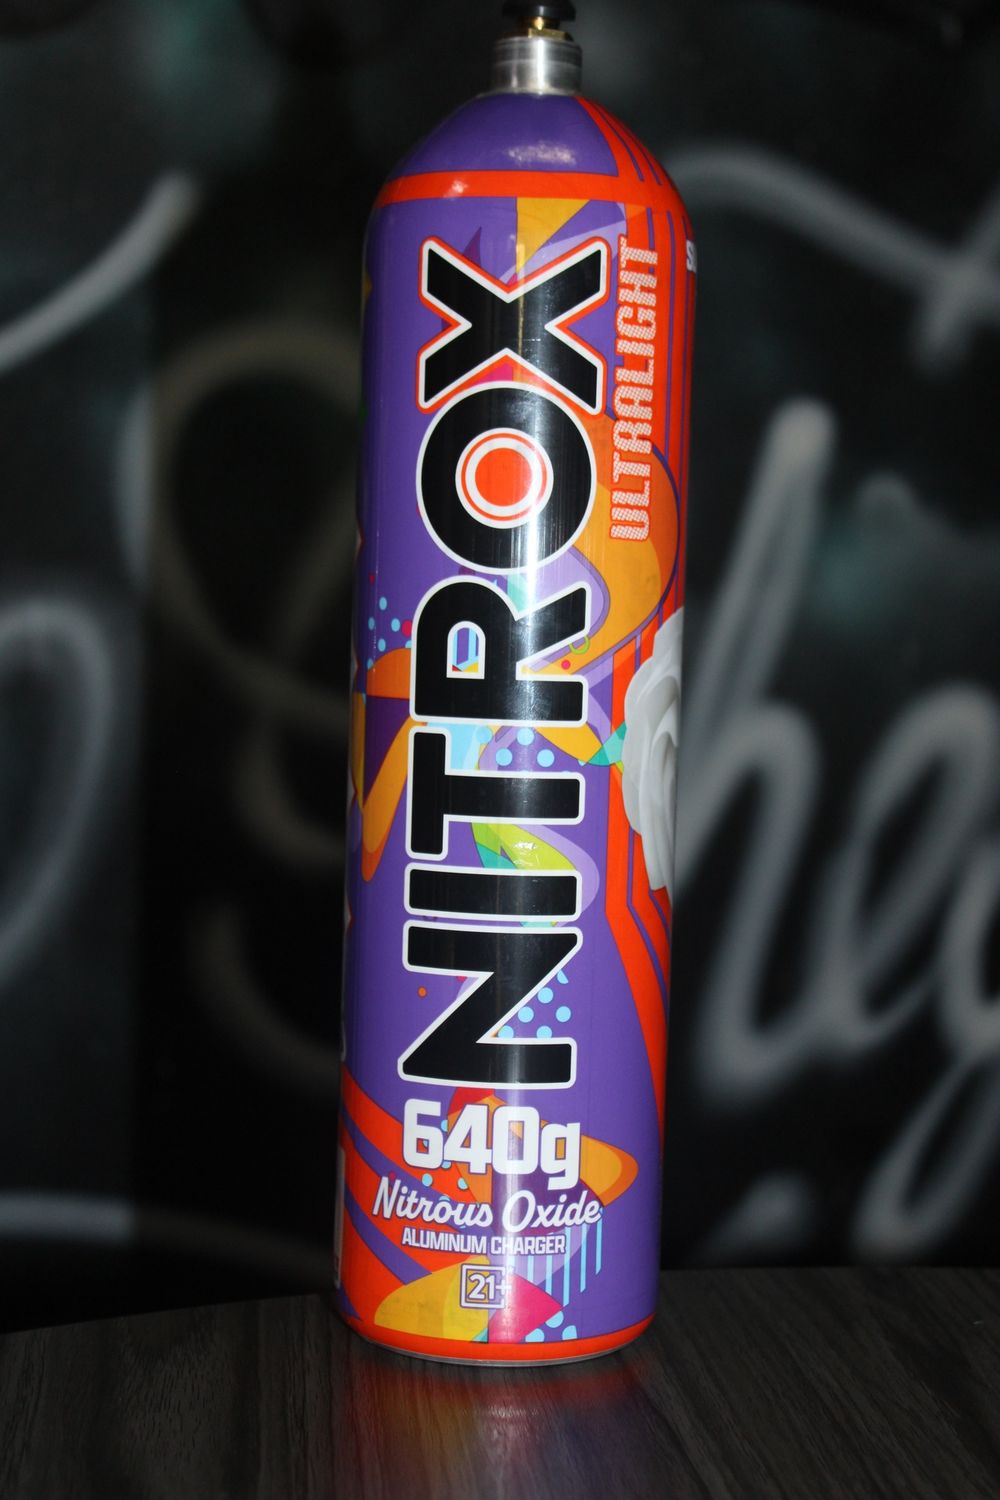 NITROX
ULTRALIGHT
640g
Nitrous Oxide
ALUMINUM CHARGER
21+